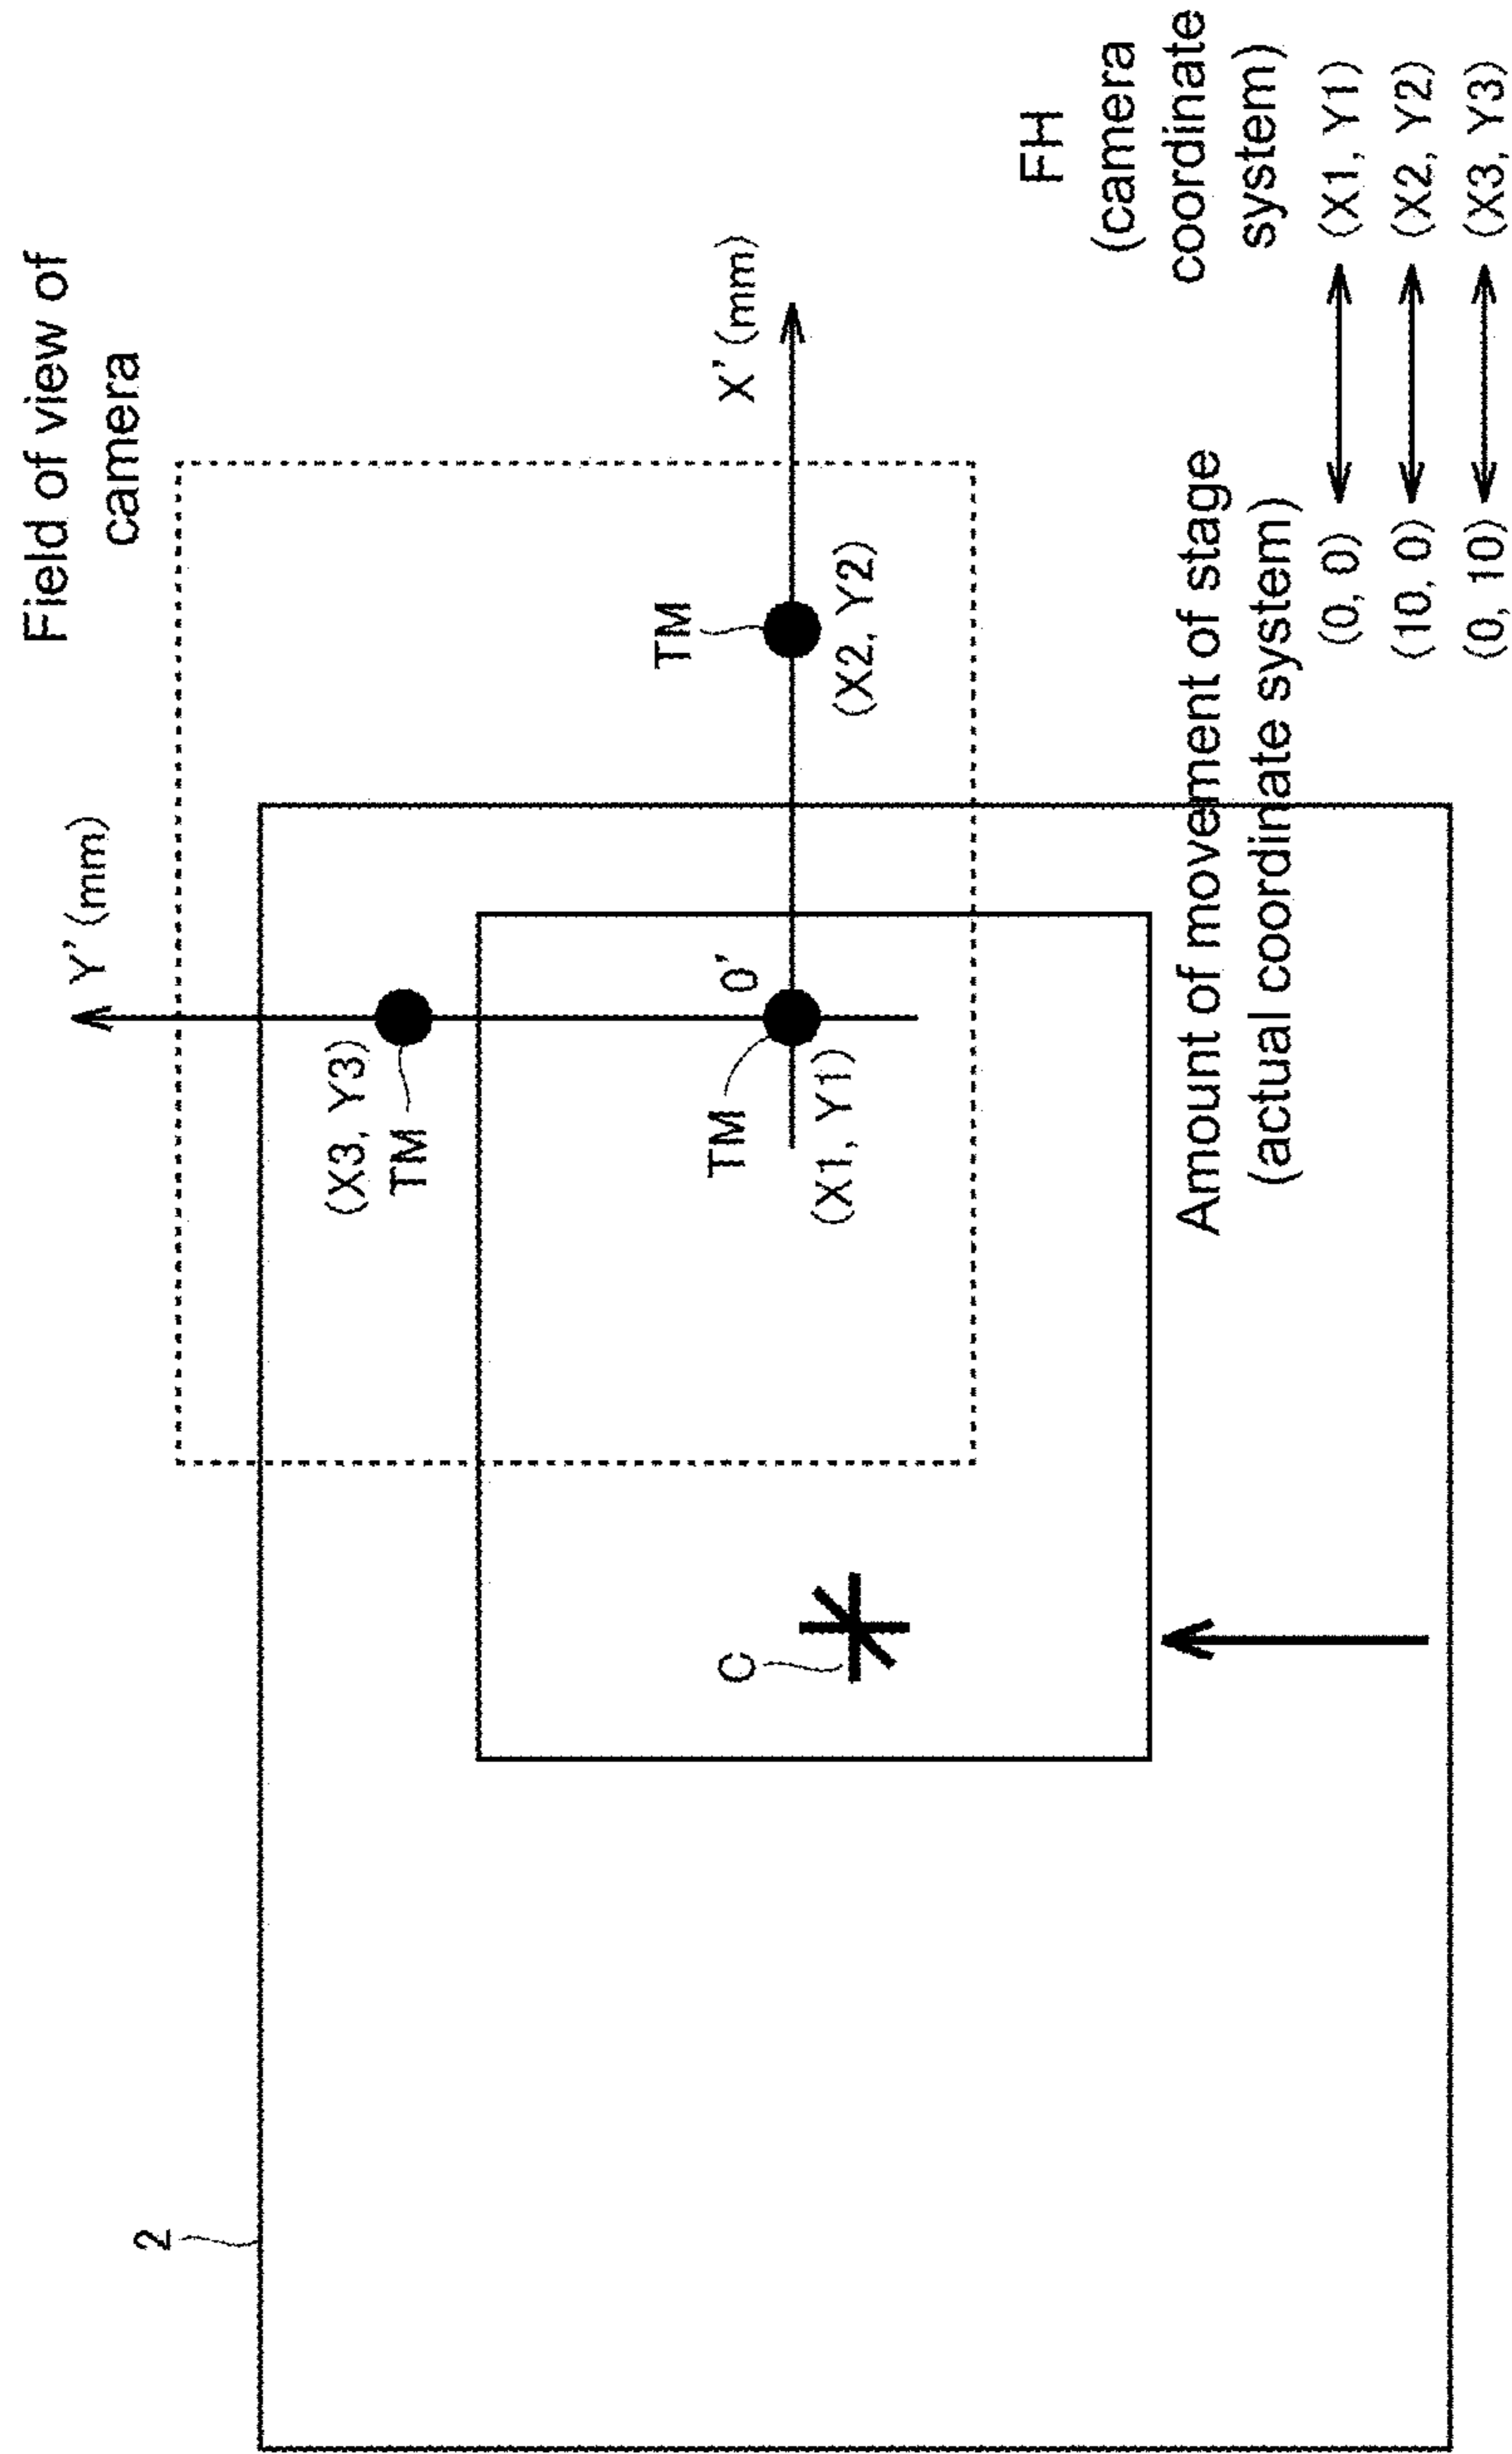 Field of view of
camera
Y' (mm)
2
(X3, Y3)
TM
TM
X' (mm)
0'
TM
C
(X1, Y1)
(X2, Y2)
FH
(camera
coordinate
system)
Amount of movement of stage
(actual coordinate system)
(0, 0) (X1, Y1)
(10, 0) (X2, Y2)
(0, 10) (X3, Y3)